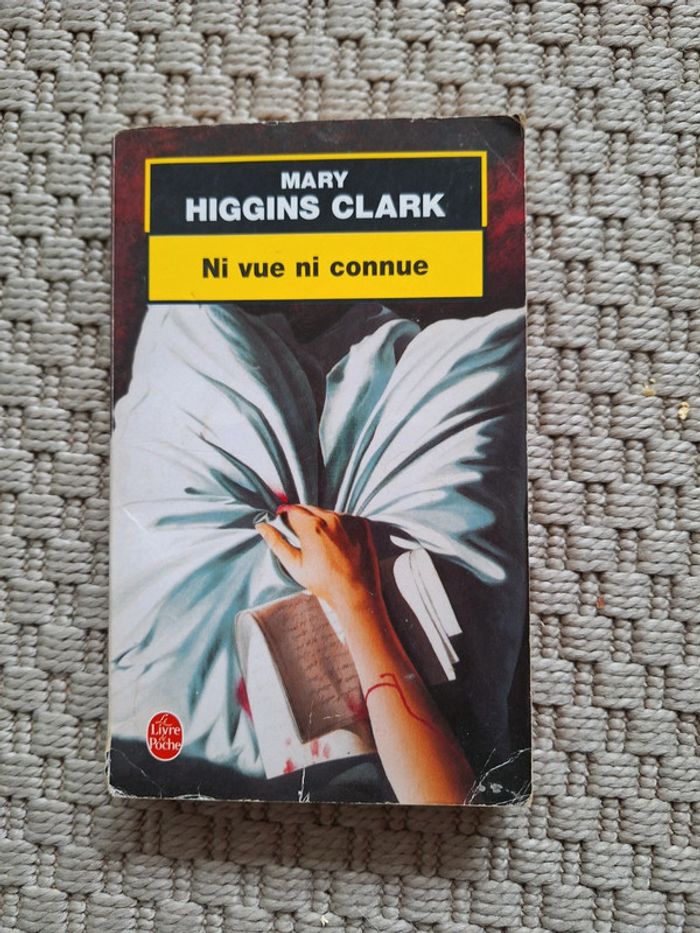 MARY
HIGGINS CLARK
Ni vue ni connue
Le
Livre
de
Poche